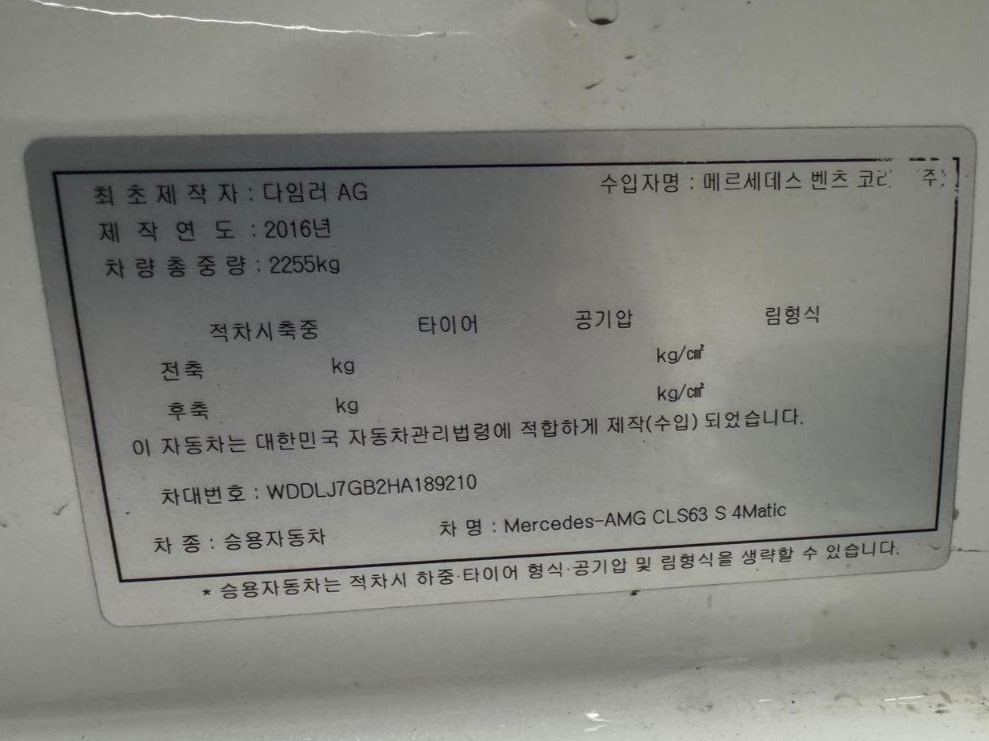 최초제작자 : 다임러 AG 수입자명 : 메르세데스 벤츠
제작연도 : 2016년
차량총중량 : 2255kg
적차시축중 타이어 공기압 림형식
전축 kg kg/㎠
후축 kg kg/㎠
이 자동차는 대한민국 자동차관리법령에 적합하게 제작(수입) 되었습니다.
차대번호 : WDDLJ7GB2HA189210
차종 : 승용자동차 차명 : Mercedes-AMG CLS63 S 4Matic
* 승용자동차는 적차시 하중·타이어 형식·공기압 및 림형식을 생략할 수 있습니다.